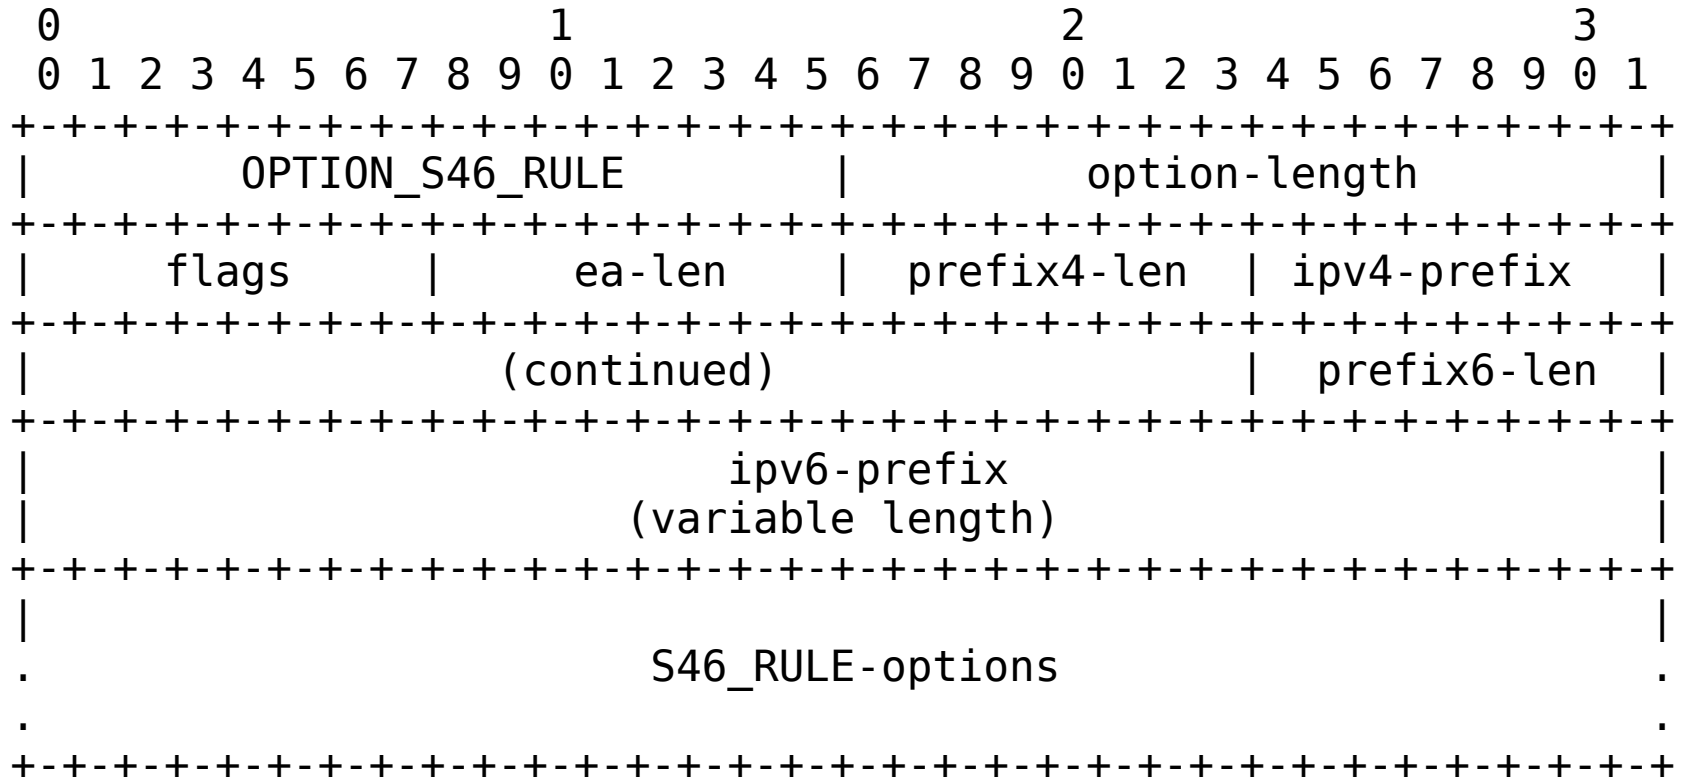 0                   1                   2                   3
 0 1 2 3 4 5 6 7 8 9 0 1 2 3 4 5 6 7 8 9 0 1 2 3 4 5 6 7 8 9 0 1
+-+-+-+-+-+-+-+-+-+-+-+-+-+-+-+-+-+-+-+-+-+-+-+-+-+-+-+-+-+-+-+-+
|        OPTION_S46_RULE        |         option-length         |
+-+-+-+-+-+-+-+-+-+-+-+-+-+-+-+-+-+-+-+-+-+-+-+-+-+-+-+-+-+-+-+-+
|     flags     |     ea-len    |  prefix4-len  | ipv4-prefix   |
+-+-+-+-+-+-+-+-+-+-+-+-+-+-+-+-+-+-+-+-+-+-+-+-+-+-+-+-+-+-+-+-+
|                  (continued)                  |  prefix6-len  |
+-+-+-+-+-+-+-+-+-+-+-+-+-+-+-+-+-+-+-+-+-+-+-+-+-+-+-+-+-+-+-+-+
|                           ipv6-prefix                         |
|                       (variable length)                       |
+-+-+-+-+-+-+-+-+-+-+-+-+-+-+-+-+-+-+-+-+-+-+-+-+-+-+-+-+-+-+-+-+
|                                                               |
.                        S46_RULE-options                       .
.                                                               .
+-+-+-+-+-+-+-+-+-+-+-+-+-+-+-+-+-+-+-+-+-+-+-+-+-+-+-+-+-+-+-+-+